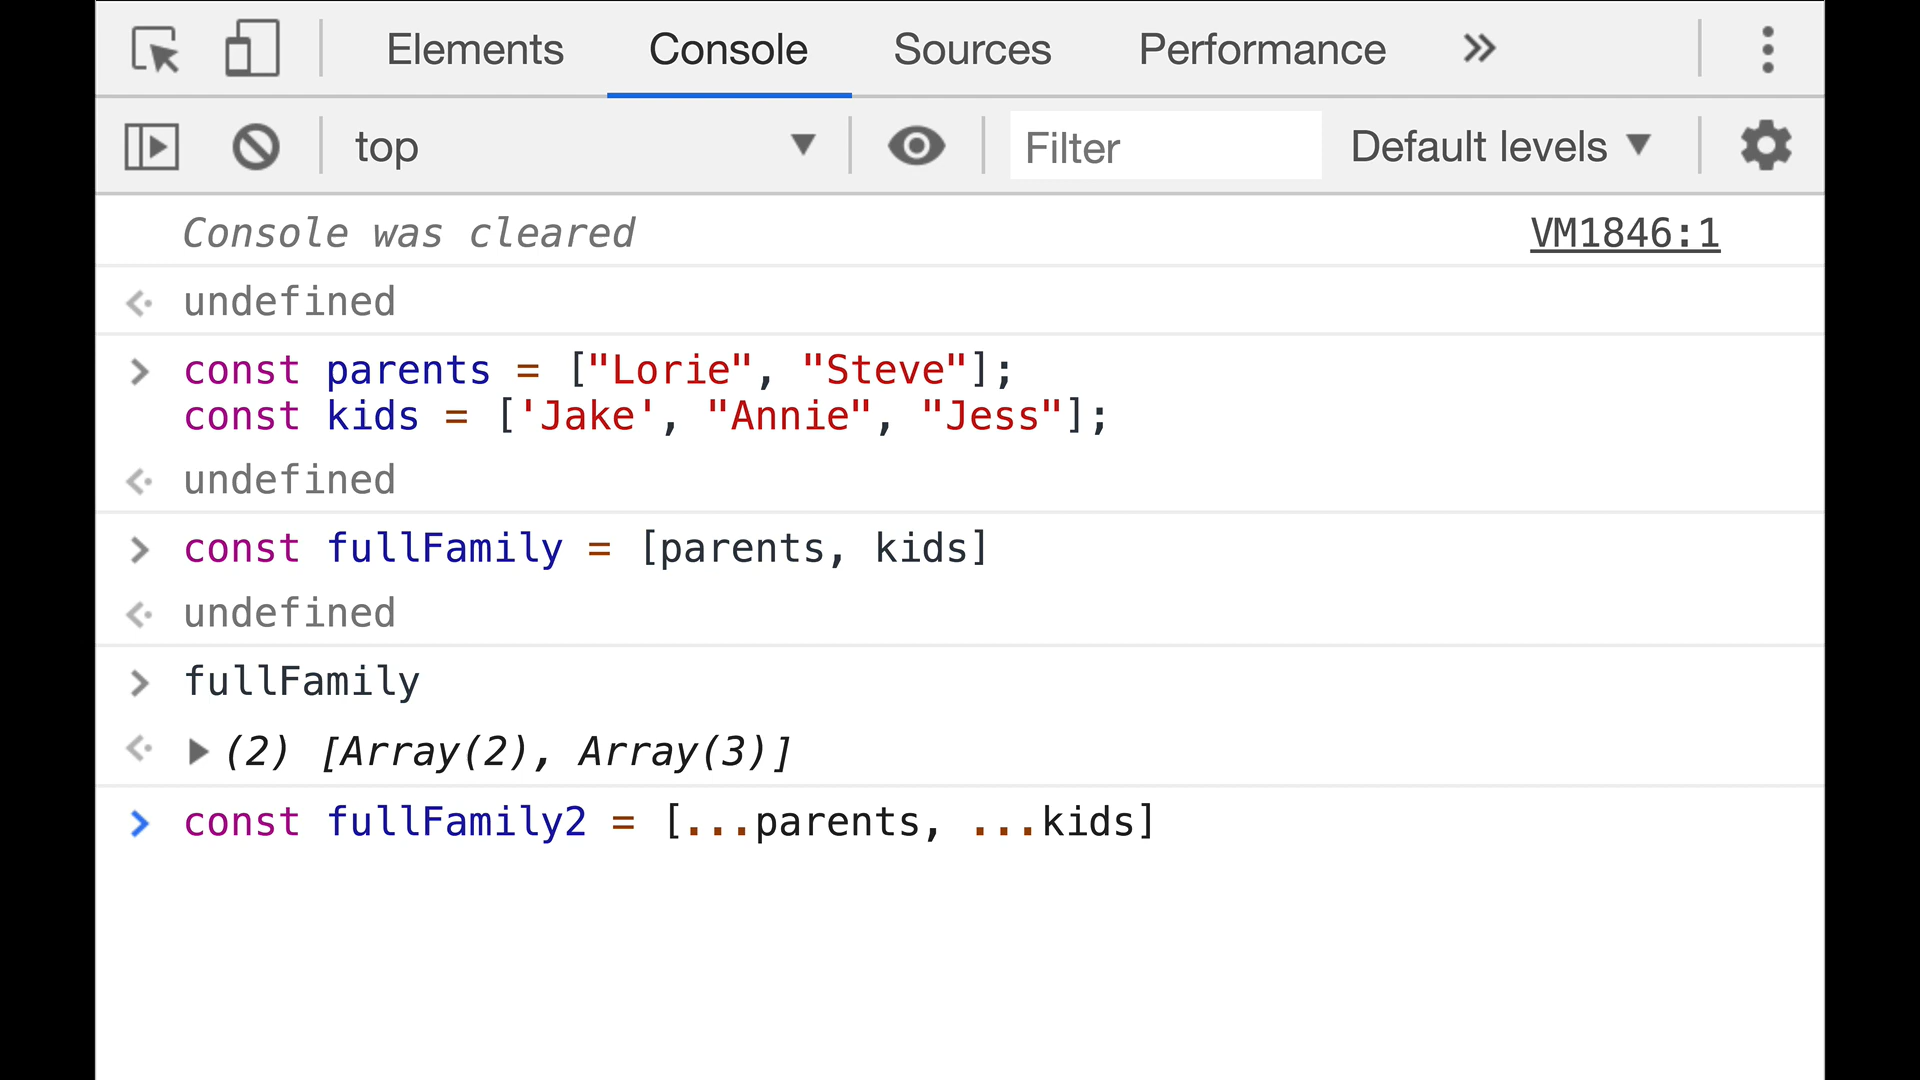 Elements Console Sources Performance
top Filter Default levels
Console was cleared VM1846:1
undefined
const parents = ["Lorie", "Steve"];
const kids = ['Jake', "Annie", "Jess"];
undefined
const fullFamily = [parents, kids]
undefined
fullFamily
(2) [Array(2), Array(3)]
const fullFamily2 = [...parents, ...kids]